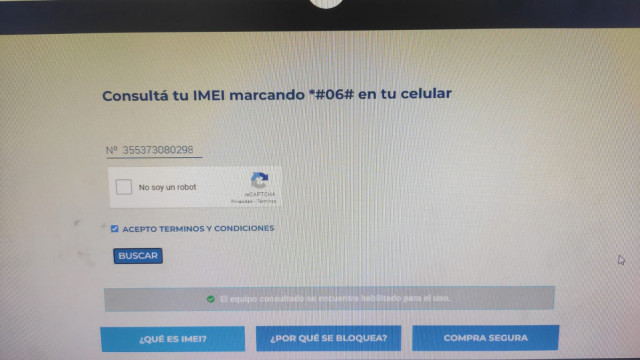 Consultá tu IMEI marcando *#06# en tu celular
Nº 355373080298
No soy un robot
reCAPTCHA
Privacidad - Términos
ACEPTO TERMINOS Y CONDICIONES
BUSCAR
El equipo consultado se encuentra habilitado para el uso.
¿QUÉ ES IMEI?
¿POR QUÉ SE BLOQUEA?
COMPRA SEGURA